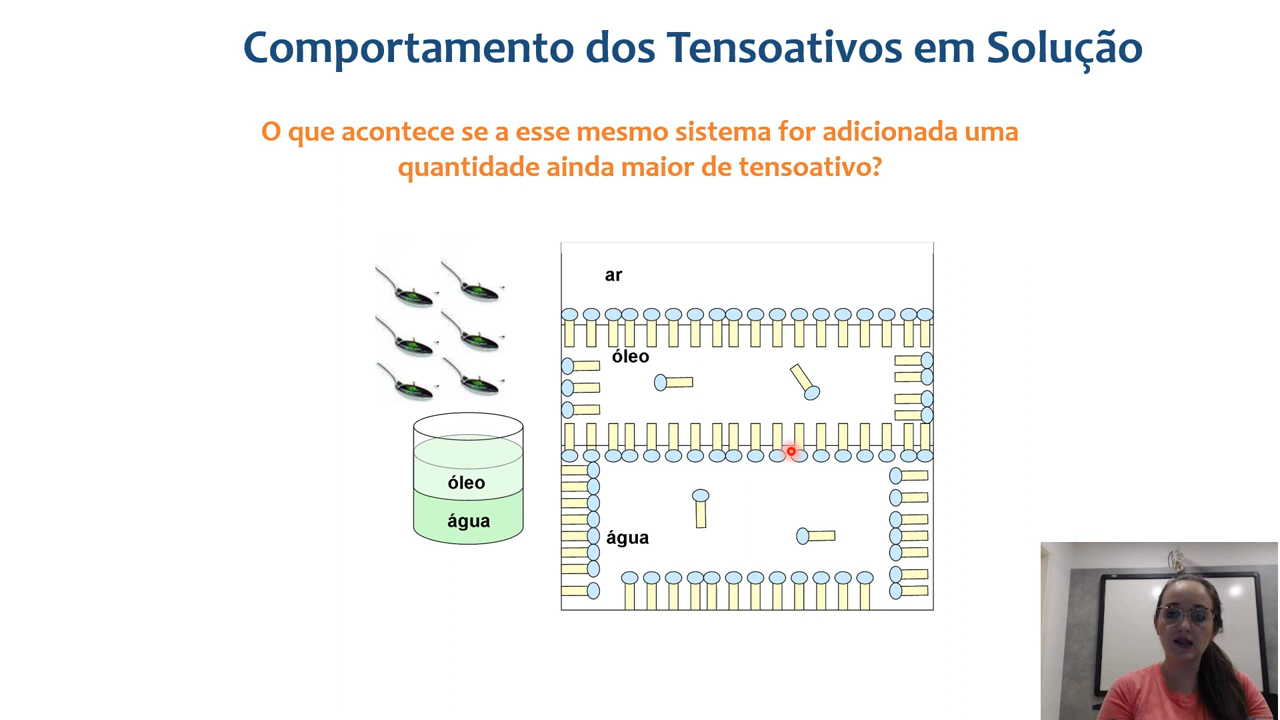 Comportamento dos Tensoativos em Solução
O que acontece se a esse mesmo sistema for adicionada uma
quantidade ainda maior de tensoativo?
ar
óleo
água
óleo
água